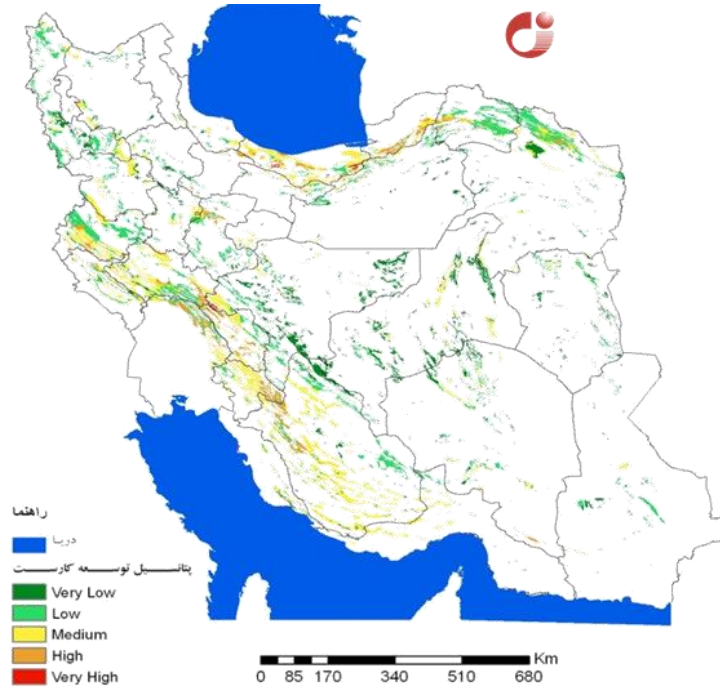 راهنما
دریا
پتانسیل توسعه کارست
Very Low
Low
Medium
High
Very High
Km
0 85 170 340 510 680